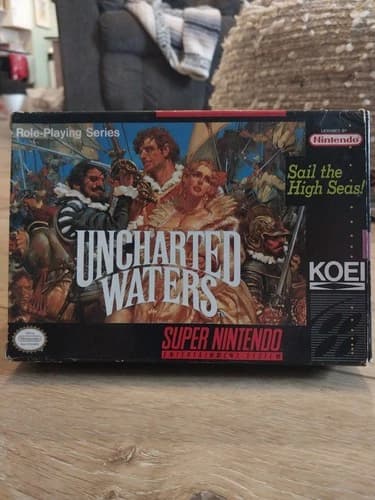 Role-Playing Series
LICENSED BY
Nintendo
Sail the
High Seas!
UNCHARTED
WATERS
KOEI
SUPER NINTENDO
ENTERTAINMENT SYSTEM